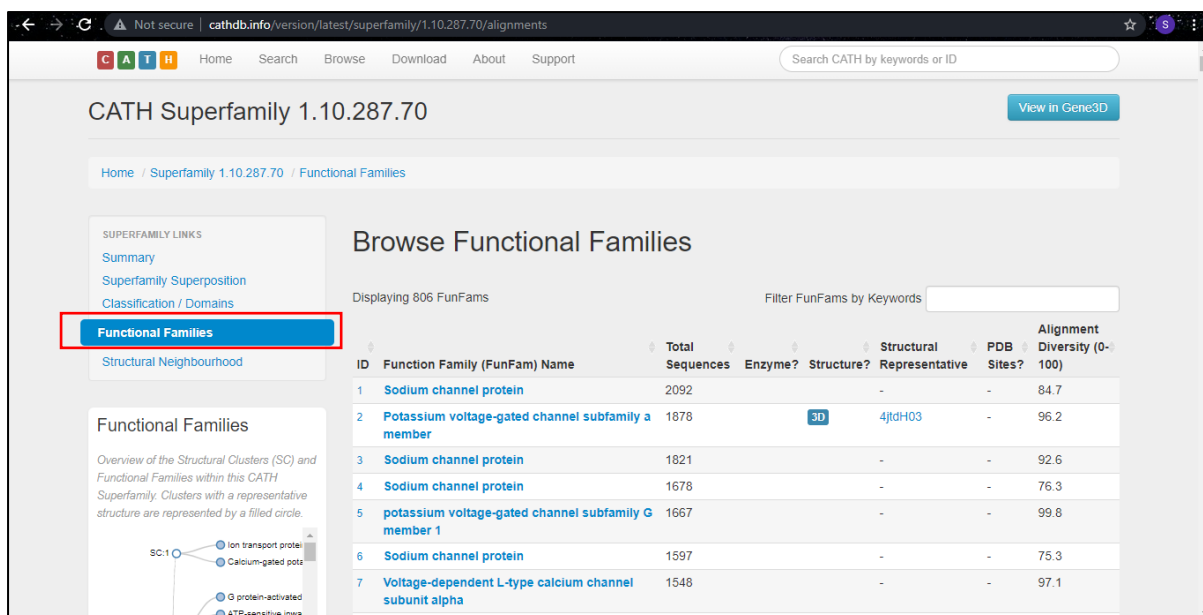 Not secure | cathdb.info/version/latest/superfamily/1.10.287.70/alignments
S
C A T H Home Search Browse Download About Support Search CATH by keywords or ID
CATH Superfamily 1.10.287.70
View in Gene3D
Home / Superfamily 1.10.287.70 / Functional Families
SUPERFAMILY LINKS
Summary
Superfamily Superposition
Classification / Domains
Functional Families
Structural Neighbourhood
Functional Families
Overview of the Structural Clusters (SC) and
Functional Families within this CATH
Superfamily. Clusters with a representative
structure are represented by a filled circle.
SC:1
Ion transport protei
Calcium-gated pota
G protein-activated
ATP-sensitive inwa
Browse Functional Families
Displaying 806 FunFams
Filter FunFams by Keywords
ID Function Family (FunFam) Name Total Sequences Enzyme? Structure? Structural Representative PDB Sites? Alignment Diversity (0-100)
1 Sodium channel protein 2092 - - 84.7
2 Potassium voltage-gated channel subfamily a 1878 3D 4jtdH03 - 96.2
member
3 Sodium channel protein 1821 - - 92.6
4 Sodium channel protein 1678 - - 76.3
5 potassium voltage-gated channel subfamily G 1667 - - 99.8
member 1
6 Sodium channel protein 1597 - - 75.3
7 Voltage-dependent L-type calcium channel 1548 - - 97.1
subunit alpha